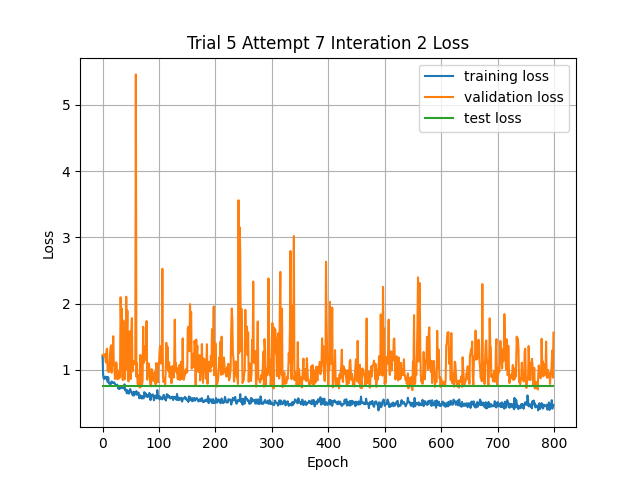 Trial 5 Attempt 7 Interation 2 Loss
training loss
validation loss
test loss
Loss
5
4
3
2
1
0 100 200 300 400 500 600 700 800
Epoch